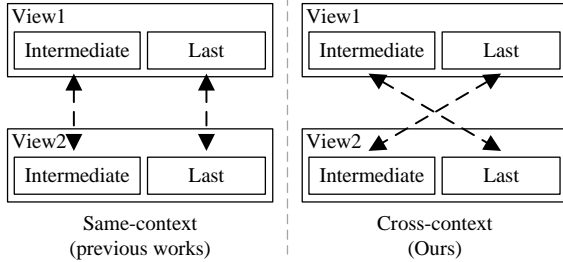 View1
Intermediate Last
View2
Intermediate Last
Same-context
(previous works)
View1
Intermediate Last
View2
Intermediate Last
Cross-context
(Ours)